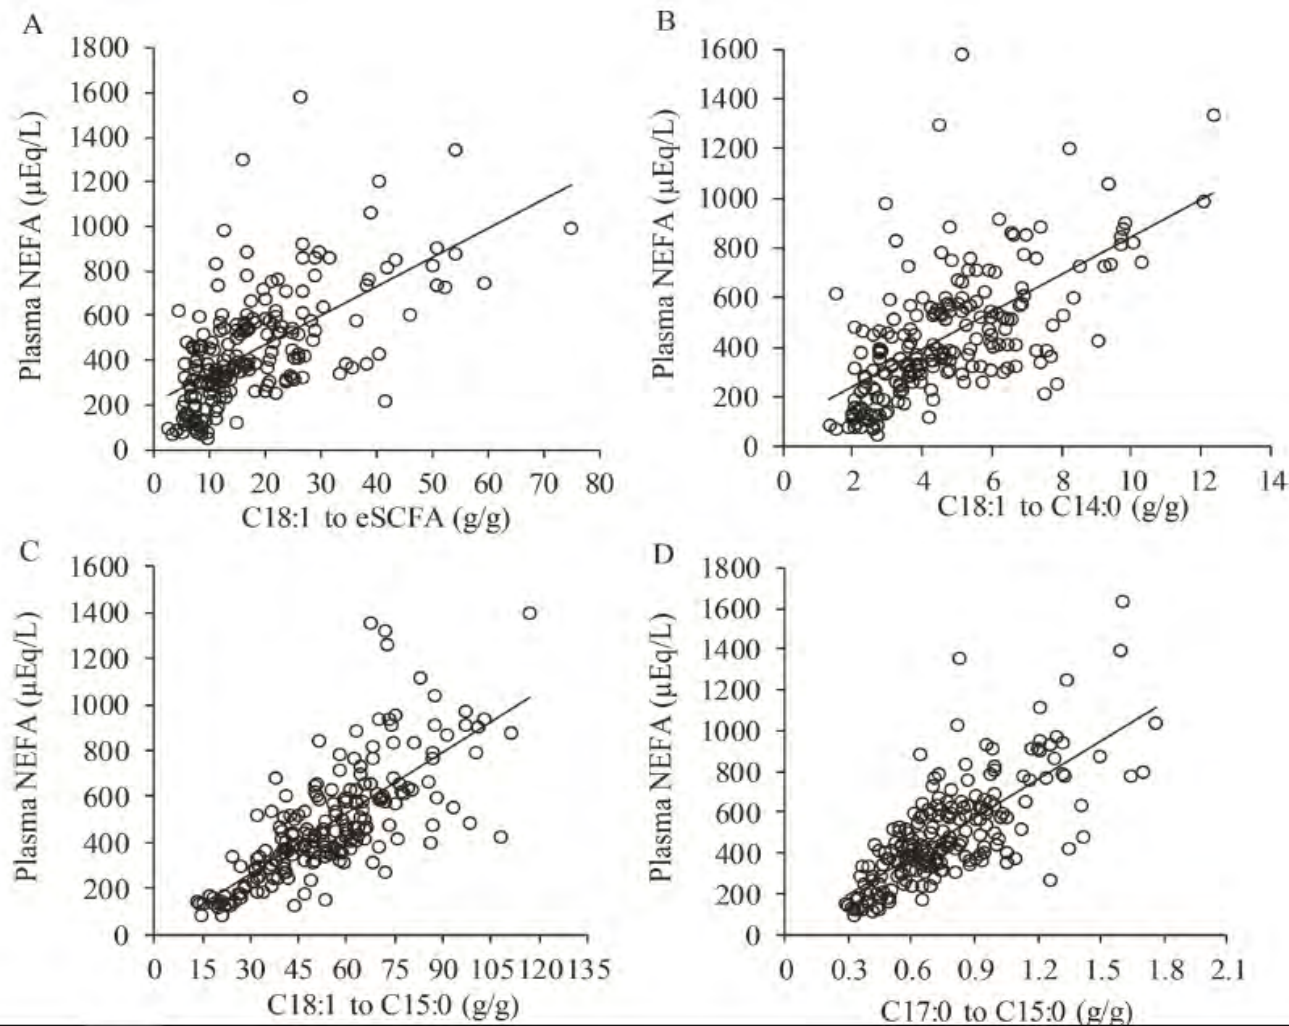 A
Plasma NEFA (µEq/L)
1800
1600
1400
1200
1000
800
600
400
200
0
0 10 20 30 40 50 60 70 80
C18:1 to eSCFA (g/g)
B
Plasma NEFA (µEq/L)
1600
1400
1200
1000
800
600
400
200
0
0 2 4 6 8 10 12 14
C18:1 to C14:0 (g/g)
C
Plasma NEFA (µEq/L)
1600
1400
1200
1000
800
600
400
200
0
0 15 30 45 60 75 90 105 120 135
C18:1 to C15:0 (g/g)
D
Plasma NEFA (µEq/L)
1800
1600
1400
1200
1000
800
600
400
200
0
0 0.3 0.6 0.9 1.2 1.5 1.8 2.1
C17:0 to C15:0 (g/g)